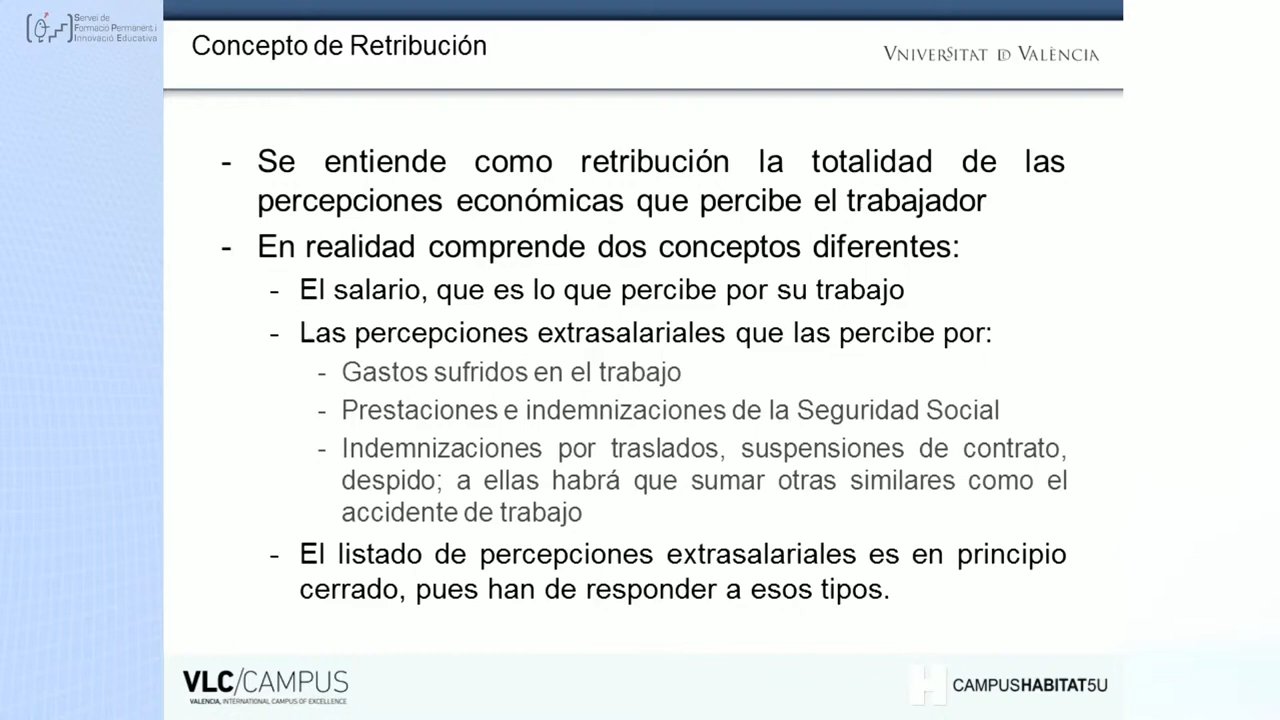 Servei de
Formació Permanent i
Innovació Educativa
Concepto de Retribución
VNIVERSITAT DE VALÈNCIA
- Se entiende como retribución la totalidad de las
percepciones económicas que percibe el trabajador
- En realidad comprende dos conceptos diferentes:
- El salario, que es lo que percibe por su trabajo
- Las percepciones extrasalariales que las percibe por:
- Gastos sufridos en el trabajo
- Prestaciones e indemnizaciones de la Seguridad Social
- Indemnizaciones por traslados, suspensiones de contrato,
despido; a ellas habrá que sumar otras similares como el
accidente de trabajo
- El listado de percepciones extrasalariales es en principio
cerrado, pues han de responder a esos tipos.
VLC/CAMPUS
VALENCIA, INTERNATIONAL CAMPUS OF EXCELLENCE
H CAMPUSHABITAT5U